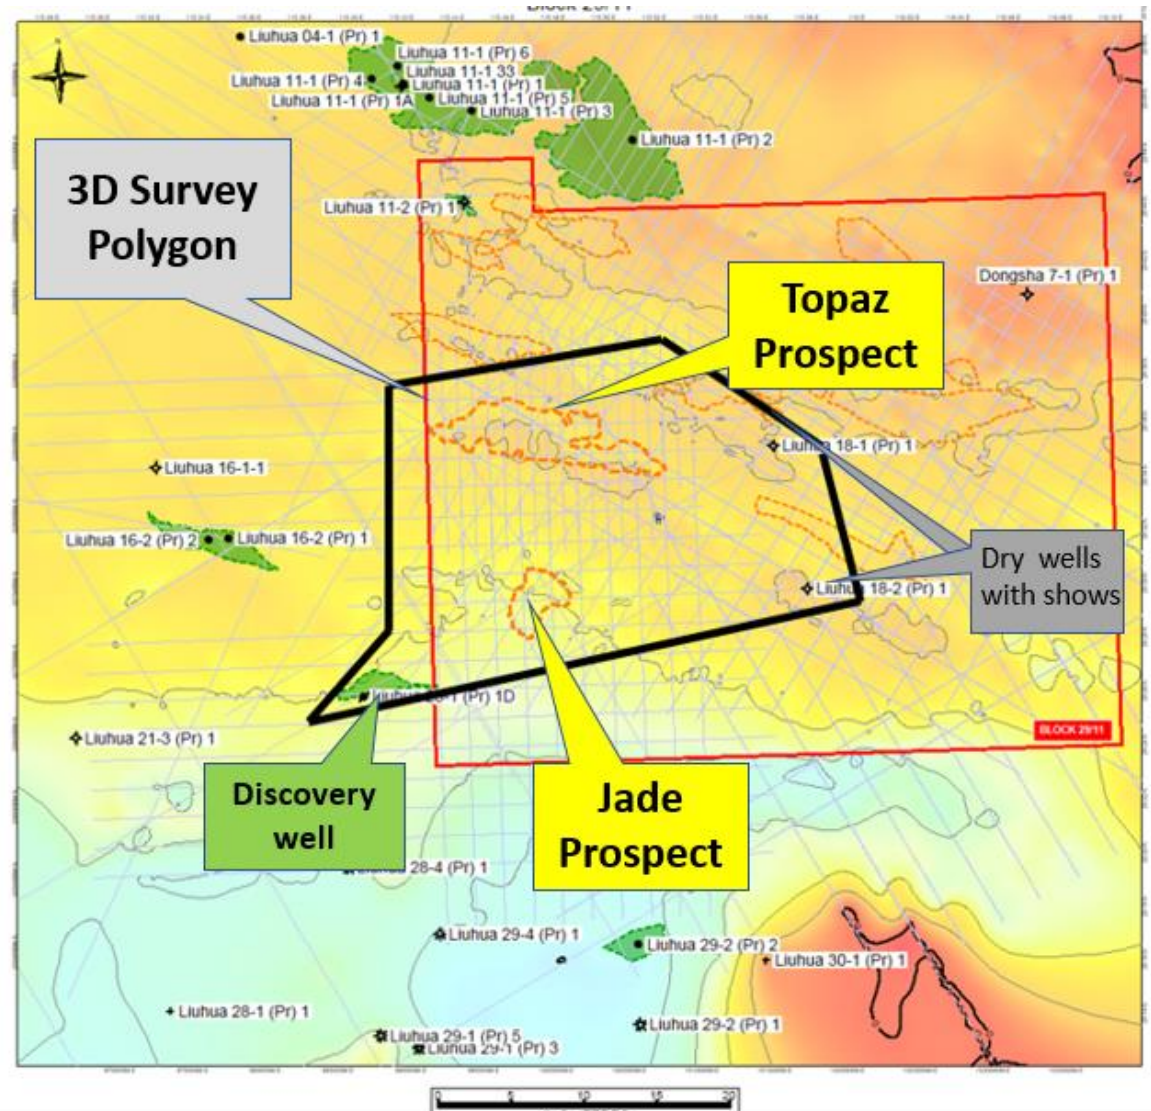 Liuhua 04-1 (Pr) 1
Liuhua 11-1 (Pr) 6
Liuhua 11-1 33
Liuhua 11-1 (Pr) 4
Liuhua 11-1 (Pr) 1
Liuhua 11-1 (Pr) 1A
Liuhua 11-1 (Pr) 5
Liuhua 11-1 (Pr) 3
Liuhua 11-1 (Pr) 2
3D Survey
Polygon
Liuhua 11-2 (Pr) 1
Dongsha 7-1 (Pr) 1
Topaz
Prospect
Liuhua 18-1 (Pr) 1
Liuhua 16-1-1
Liuhua 16-2 (Pr) 2
Liuhua 16-2 (Pr) 1
Dry wells
with shows
Liuhua 18-2 (Pr) 1
(Pr) 1D
BLOCK 29/11
Liuhua 21-3 (Pr) 1
Discovery
well
Jade
Prospect
28-4 (Pr) 1
Liuhua 29-4 (Pr) 1
Liuhua 29-2 (Pr) 2
Liuhua 30-1 (Pr) 1
Liuhua 28-1 (Pr) 1
Liuhua 29-2 (Pr) 1
Liuhua 29-1 (Pr) 5
Liuhua 29-1 (Pr) 3
0 5 10 15 20